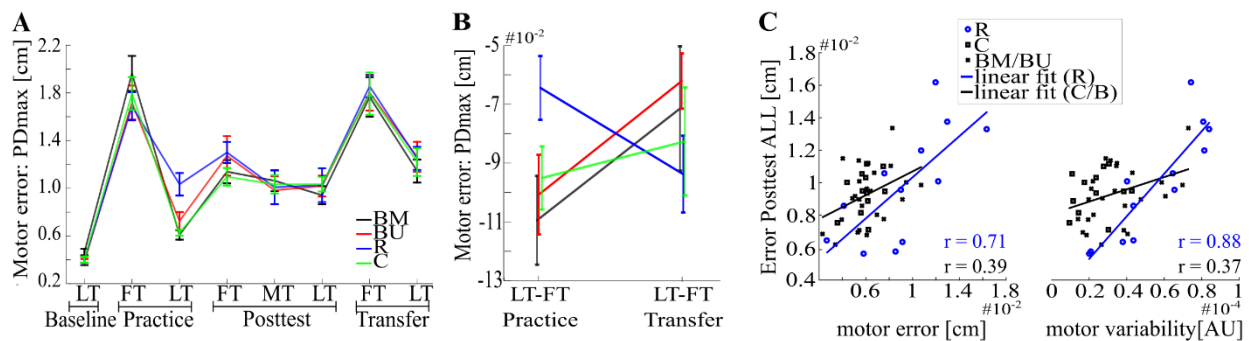 A
Motor error: PDmax [cm]
2.2
1.8
1.4
1.0
0.6
0.2
BM
BU
R
C
LT FT LT FT MT LT FT LT
Baseline Practice Posttest Transfer
B
#10⁻²
Motor error: PDmax [cm]
-5
-7
-9
-11
-13
LT-FT LT-FT
Practice Transfer
C
R
C
BM/BU
linear fit (R)
linear fit (C/B)
#10⁻²
Error Posttest ALL [cm]
1.8
1.6
1.4
1.2
1
0.8
0.6
0.4
r = 0.71
r = 0.39
0.6 1 1.4 1.8
#10⁻²
motor error [cm]
r = 0.88
r = 0.37
0 0.2 0.4 0.6 0.8 1
#10⁻⁴
motor variability[AU]